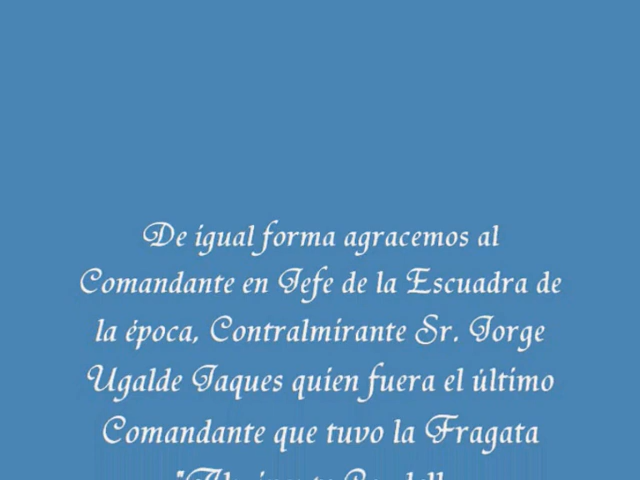 De igual forma agracemos al
Comandante en Jefe de la Escuadra de
la época, Contralmirante Sr. Jorge
Ugalde Jaques quien fuera el último
Comandante que tuvo la Fragata